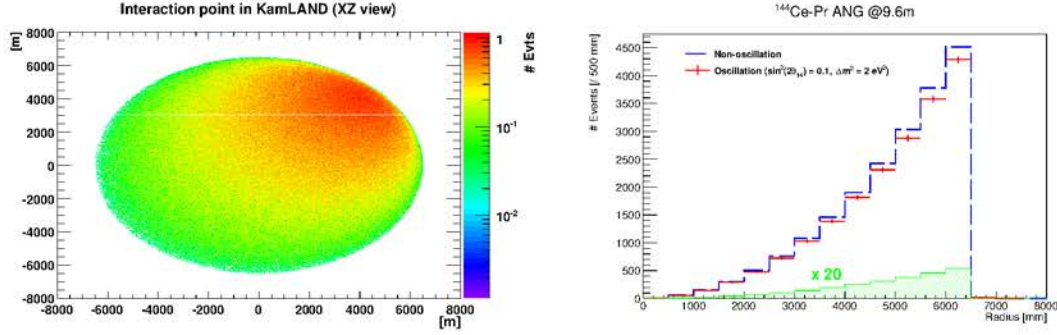 Interaction point in KamLAND (XZ view)
[m]
8000
6000
4000
2000
0
-2000
-4000
-6000
-8000
-8000 -6000 -4000 -2000 0 2000 4000 6000 8000
[m]
# Evts
1
10⁻¹
10⁻²
¹⁴⁴Ce-Pr ANG @9.6m
# Events [/ 500 mm]
Non-oscillation
Oscillation (sin²(2θ₁₄) = 0.1, Δm² = 2 eV²)
4500
4000
3500
3000
2500
2000
1500
1000
500
0
x 20
0 1000 2000 3000 4000 5000 6000 7000 8000
Radius [mm]